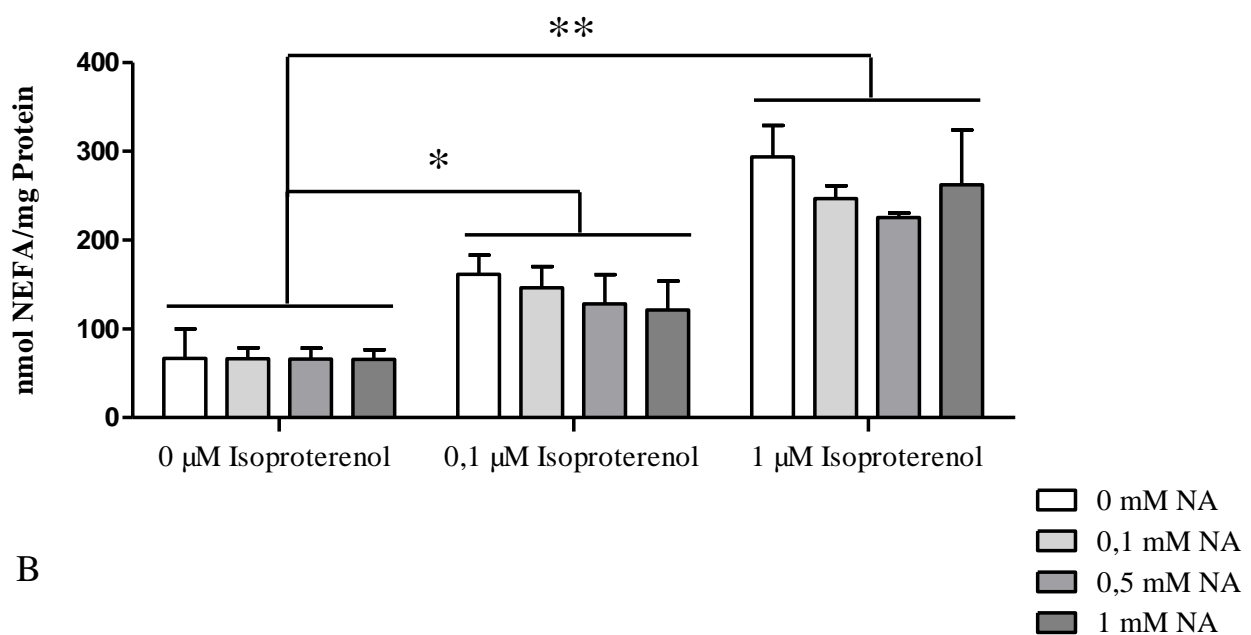 **
400
*
300
200
100
0
nmol NEFA/mg Protein
0 µM Isoproterenol
0,1 µM Isoproterenol
1 µM Isoproterenol
0 mM NA
0,1 mM NA
0,5 mM NA
1 mM NA
B